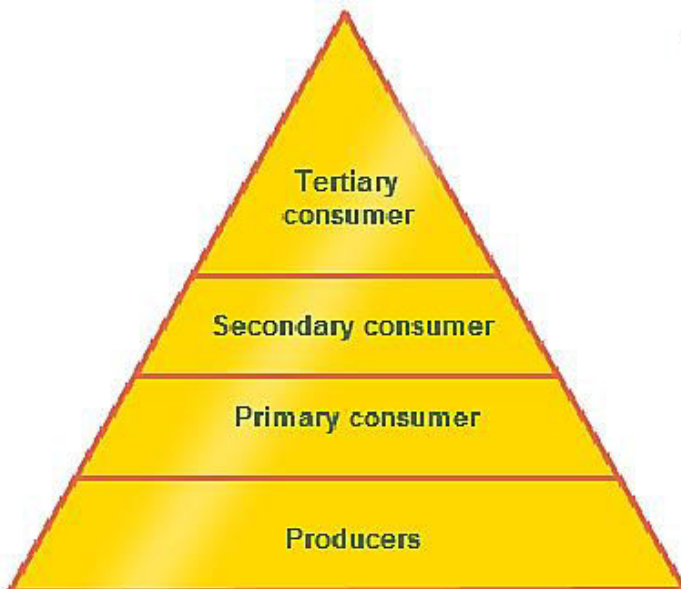 Tertiary
consumer
Secondary consumer
Primary consumer
Producers